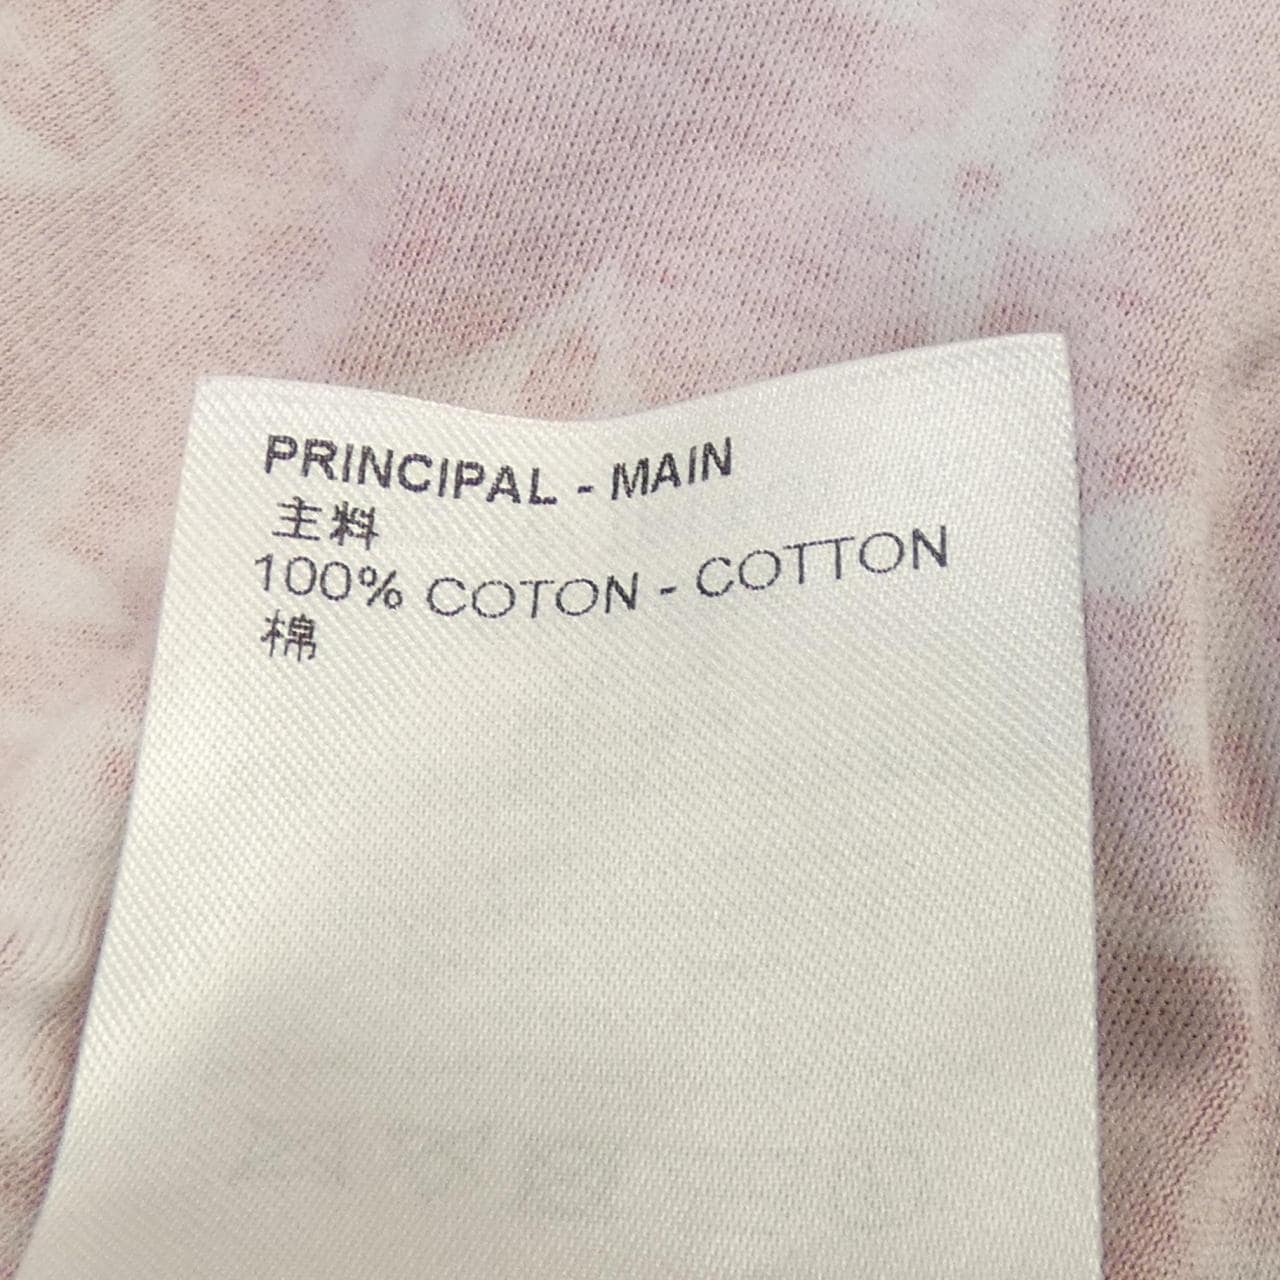 PRINCIPAL - MAIN
主料
100% COTON - COTTON
棉